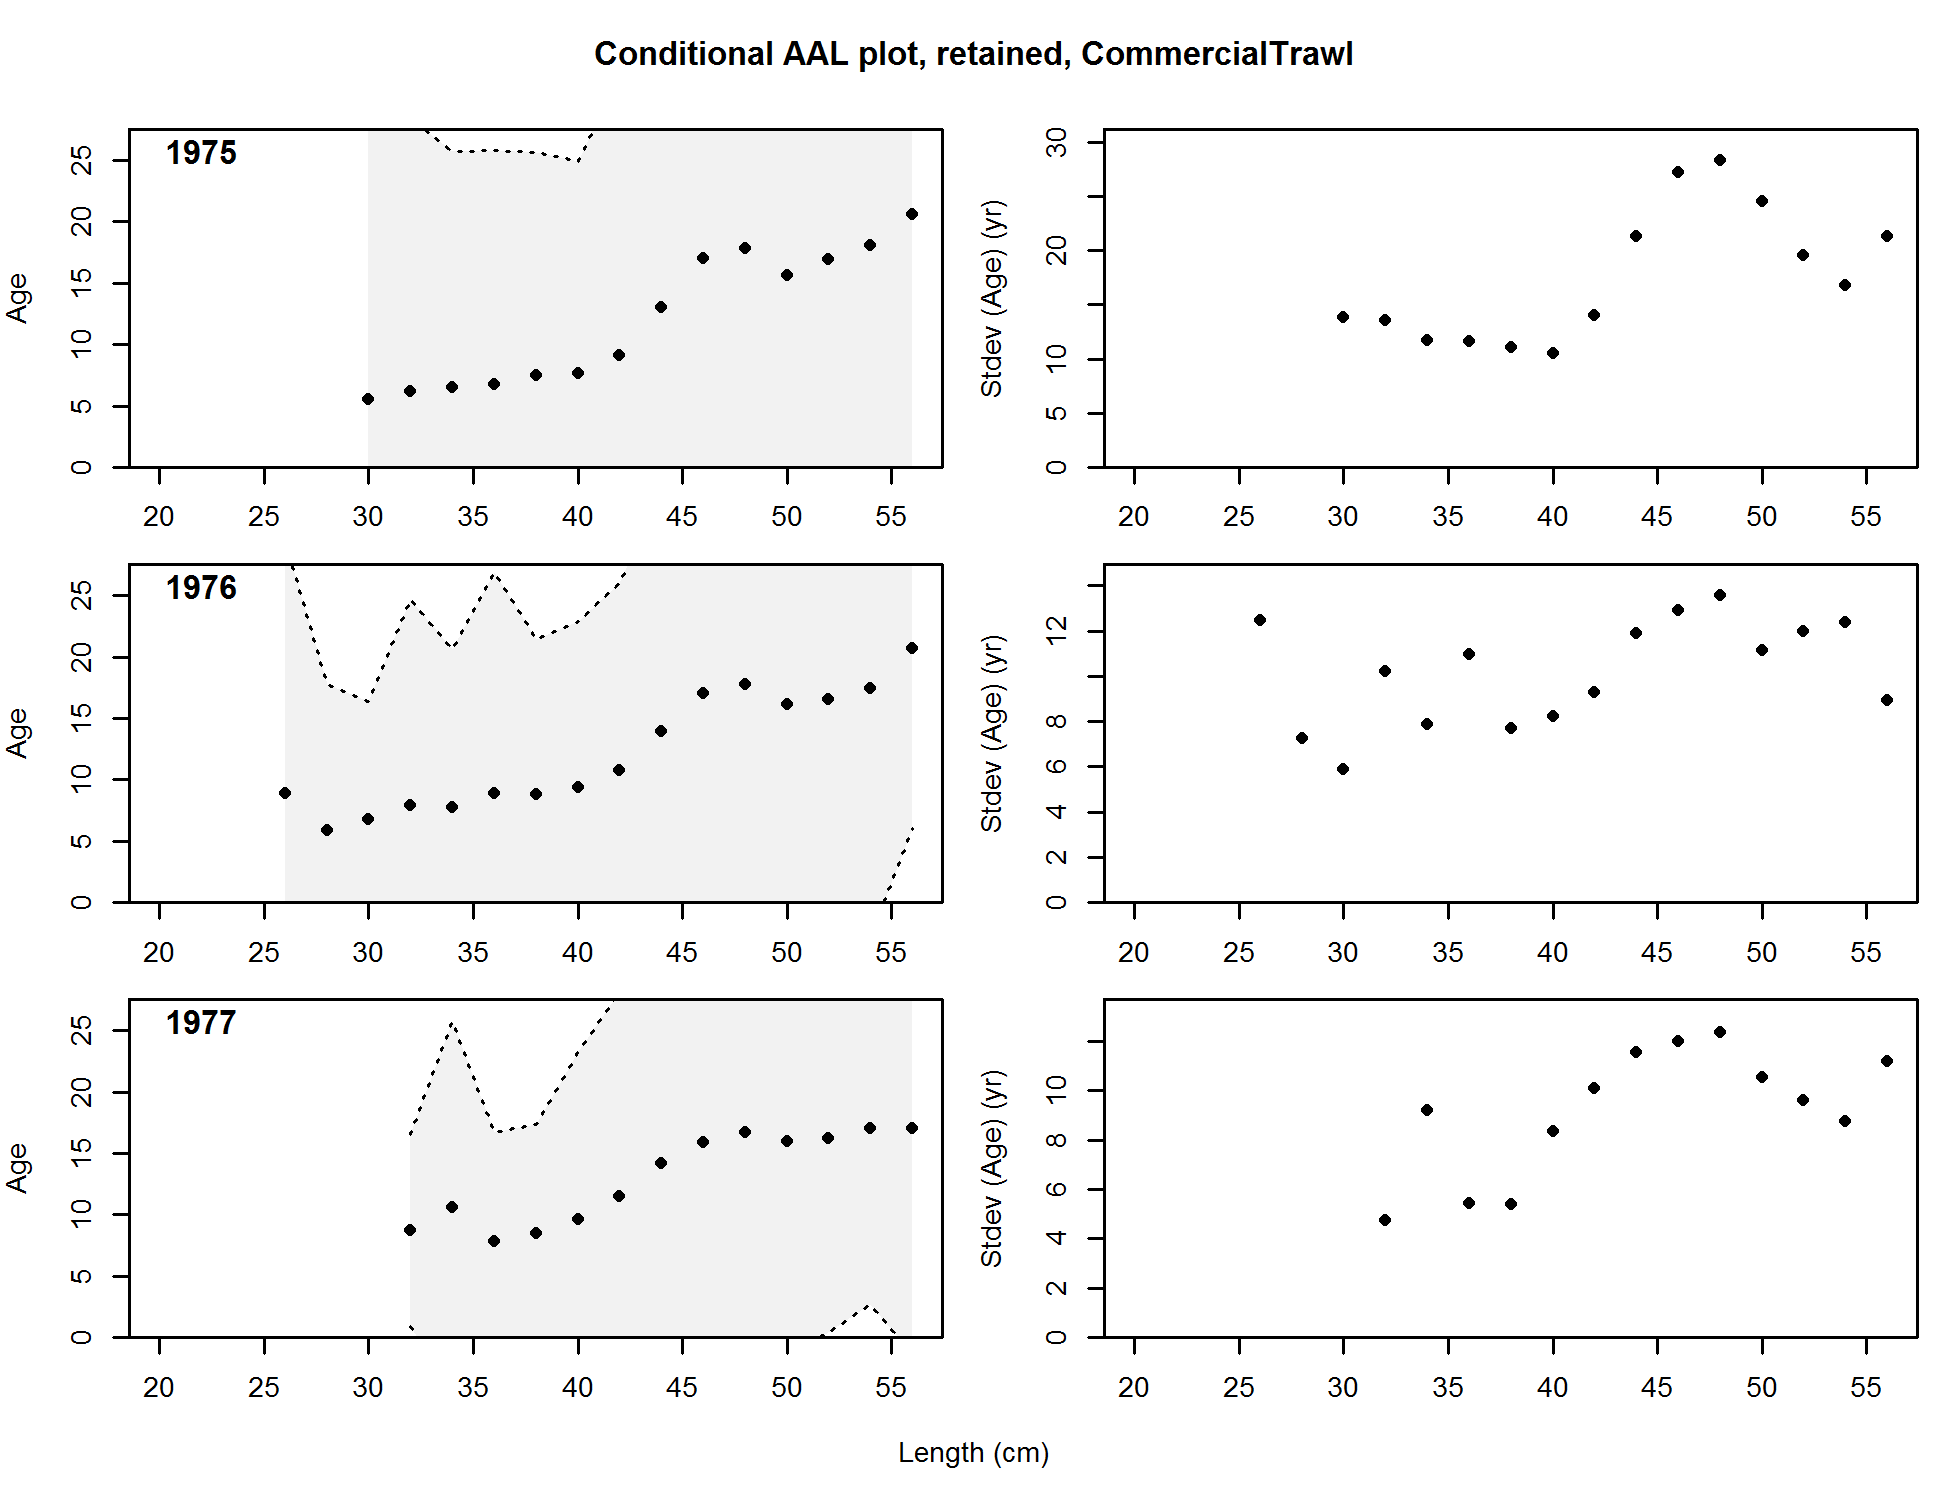 Conditional AAL plot, retained, CommercialTrawl
1975
Age
0 5 10 15 20 25
20 25 30 35 40 45 50 55
Stdev (Age) (yr)
0 5 10 20 30
20 25 30 35 40 45 50 55
1976
Age
0 5 10 15 20 25
20 25 30 35 40 45 50 55
Stdev (Age) (yr)
0 2 4 6 8 12
20 25 30 35 40 45 50 55
1977
Age
0 5 10 15 20 25
20 25 30 35 40 45 50 55
Stdev (Age) (yr)
0 2 4 6 8 10
20 25 30 35 40 45 50 55
Length (cm)